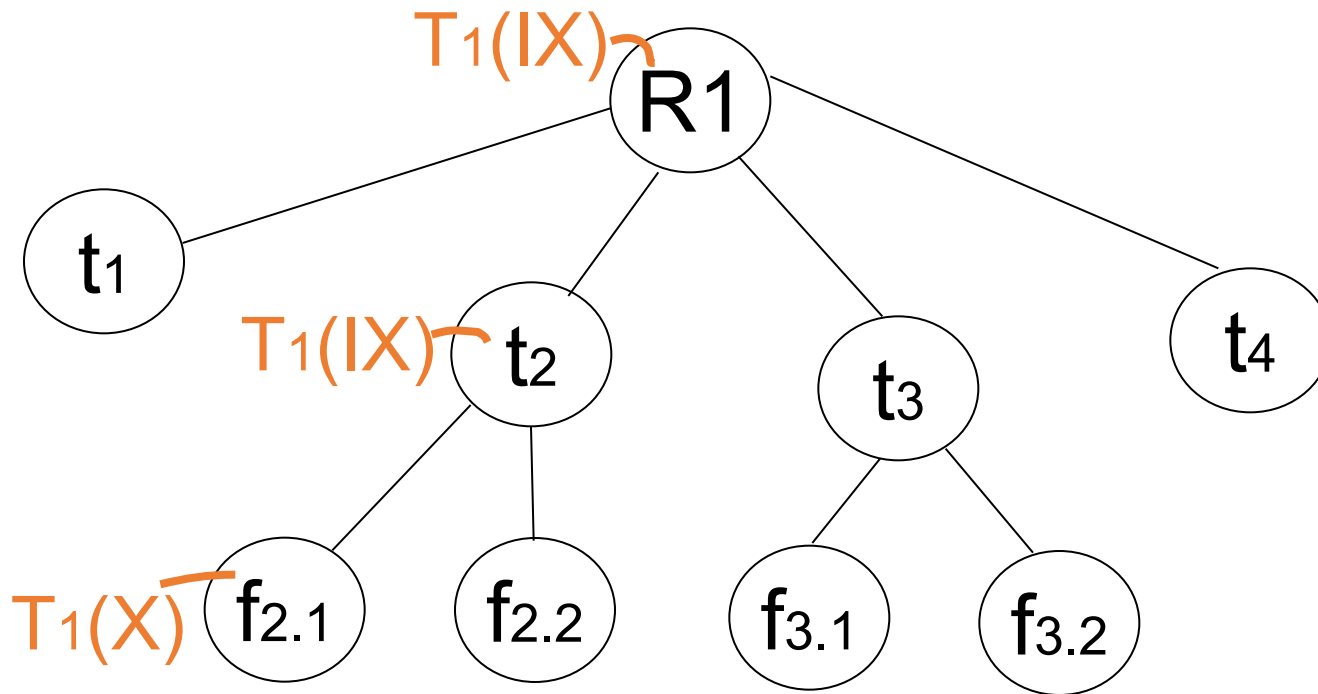 T1(IX)
R1
t1
T1(IX)
t2
t3
t4
T1(X)
f2.1
f2.2
f3.1
f3.2